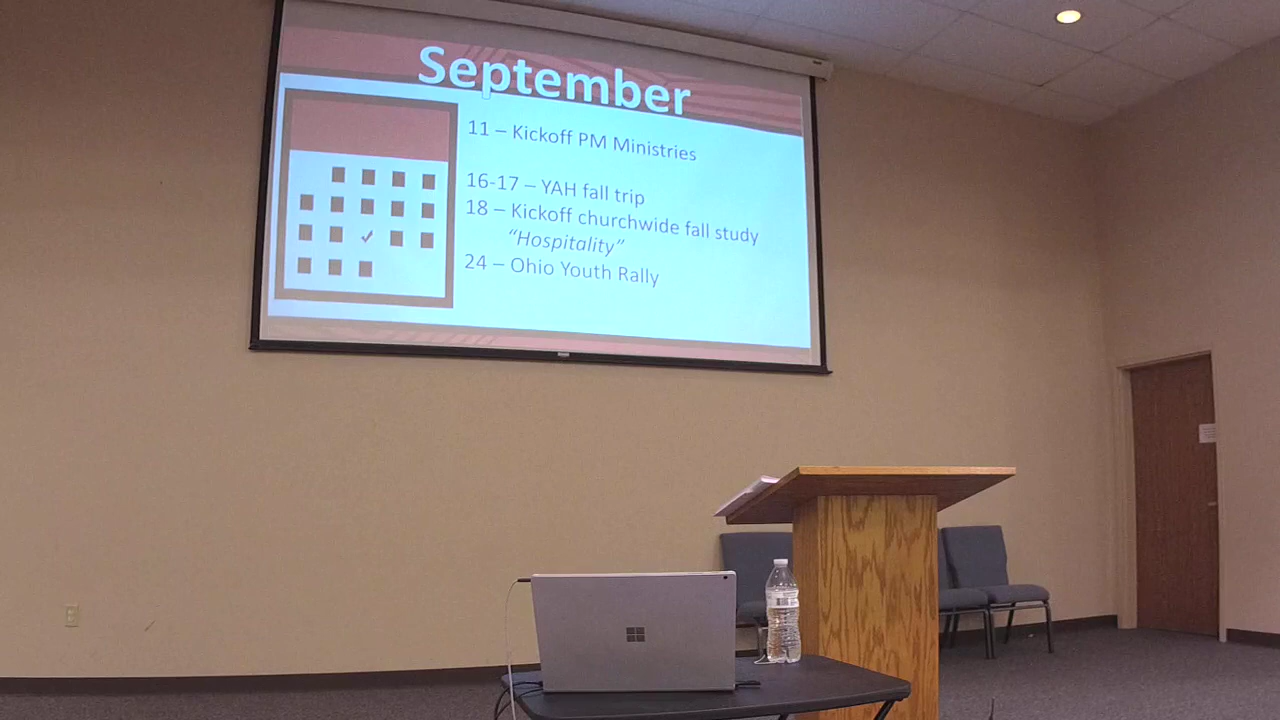 September
11 – Kickoff PM Ministries
16-17 – YAH fall trip
18 – Kickoff churchwide fall study
“Hospitality”
24 – Ohio Youth Rally